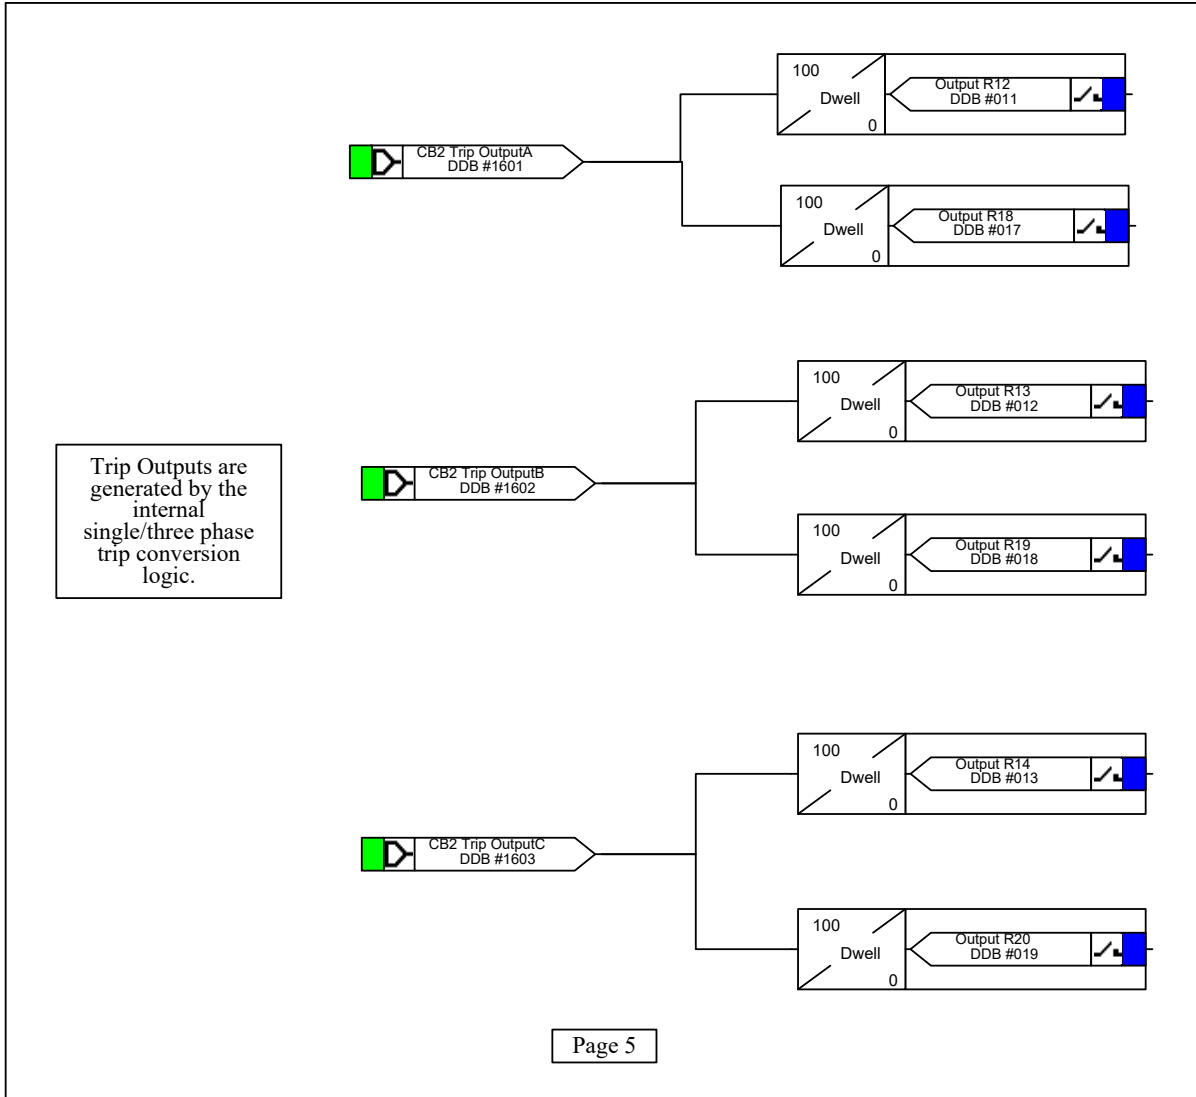 100
Dwell
0
Output R12
DDB #011
CB2 Trip OutputA
DDB #1601
100
Dwell
0
Output R18
DDB #017
100
Dwell
0
Output R13
DDB #012
Trip Outputs are
generated by the
internal
single/three phase
trip conversion
logic.
CB2 Trip OutputB
DDB #1602
100
Dwell
0
Output R19
DDB #018
100
Dwell
0
Output R14
DDB #013
CB2 Trip OutputC
DDB #1603
100
Dwell
0
Output R20
DDB #019
Page 5